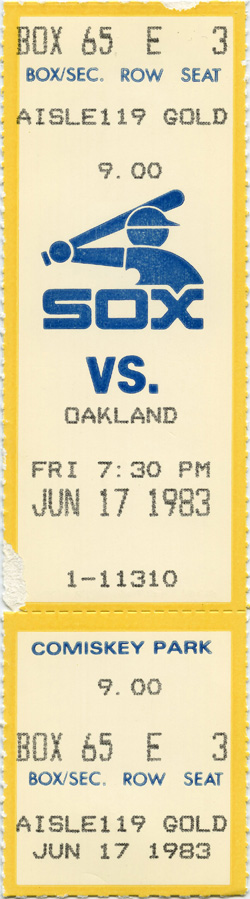 BOX 65 E 3
BOX/SEC. ROW SEAT
AISLE119 GOLD
9.00
SOX
VS.
OAKLAND
FRI 7:30 PM
JUN 17 1983
1-11310
COMISKEY PARK
9.00
BOX 65 E 3
BOX/SEC. ROW SEAT
AISLE119 GOLD
JUN 17 1983